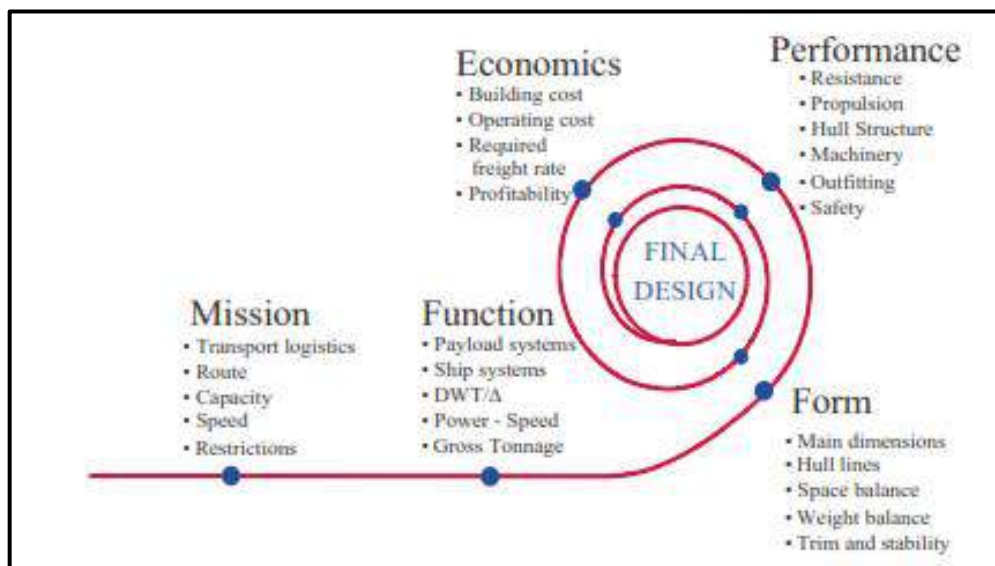 Economics
• Building cost
• Operating cost
• Required
freight rate
• Profitability
Performance
• Resistance
• Propulsion
• Hull Structure
• Machinery
• Outfitting
• Safety
FINAL
DESIGN
Mission
• Transport logistics
• Route
• Capacity
• Speed
• Restrictions
Function
• Payload systems
• Ship systems
• DWT/Δ
• Power - Speed
• Gross Tonnage
Form
• Main dimensions
• Hull lines
• Space balance
• Weight balance
• Trim and stability